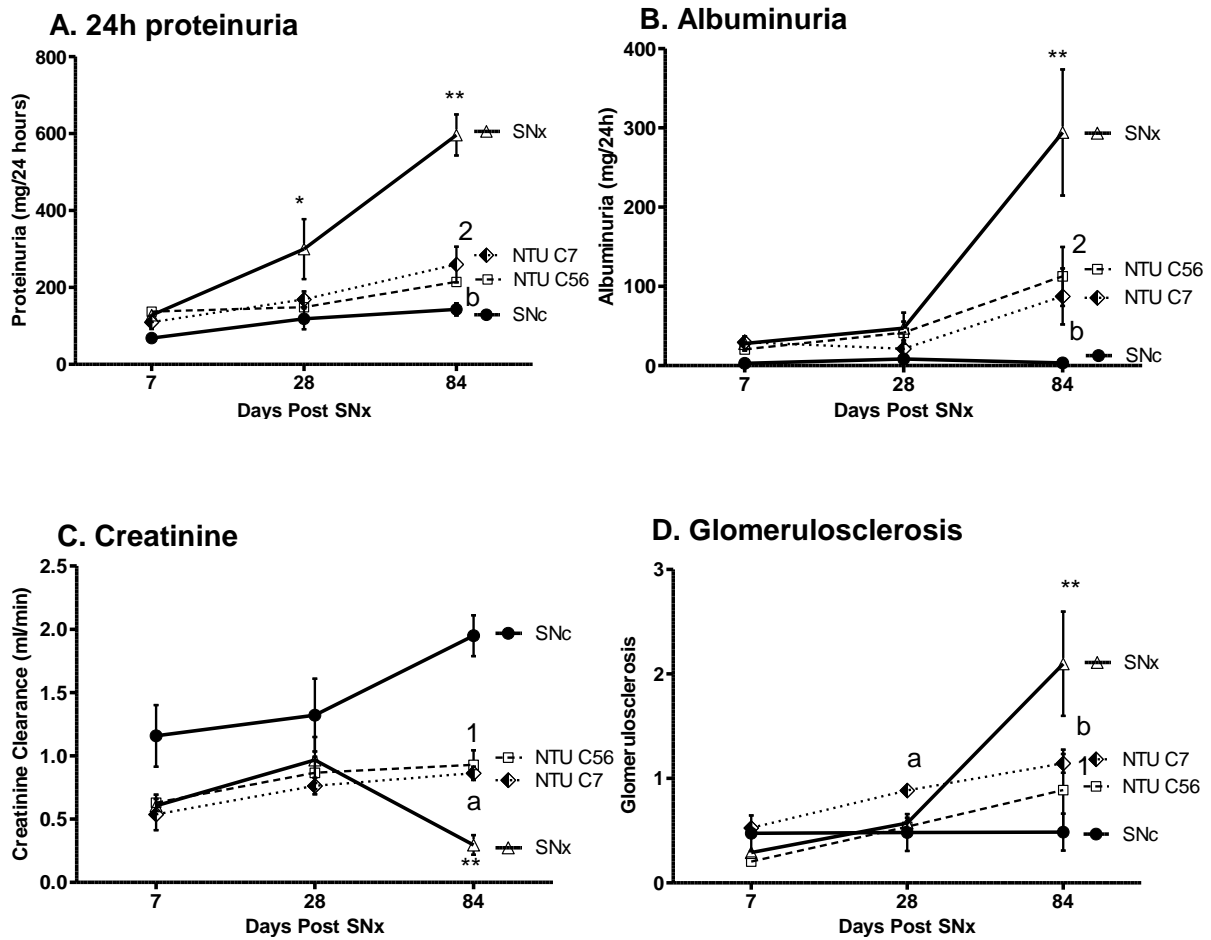 A. 24h proteinuria
Proteinuria (mg/24 hours)
800
600
400
200
0
**
*
SNx
2
NTU C7
NTU C56
b
SNc
7 28 84
Days Post SNx
B. Albuminuria
Albuminuria (mg/24h)
400
300
200
100
0
**
SNx
2
NTU C56
NTU C7
b
SNc
7 28 84
Days Post SNx
C. Creatinine
Creatinine Clearance (ml/min)
2.5
2.0
1.5
1.0
0.5
0.0
SNc
1
NTU C56
NTU C7
a
SNx
**
7 28 84
Days Post SNx
D. Glomerulosclerosis
Glomerulosclerosis
3
2
1
0
**
SNx
b
a
NTU C7
1
NTU C56
SNc
7 28 84
Days Post SNx